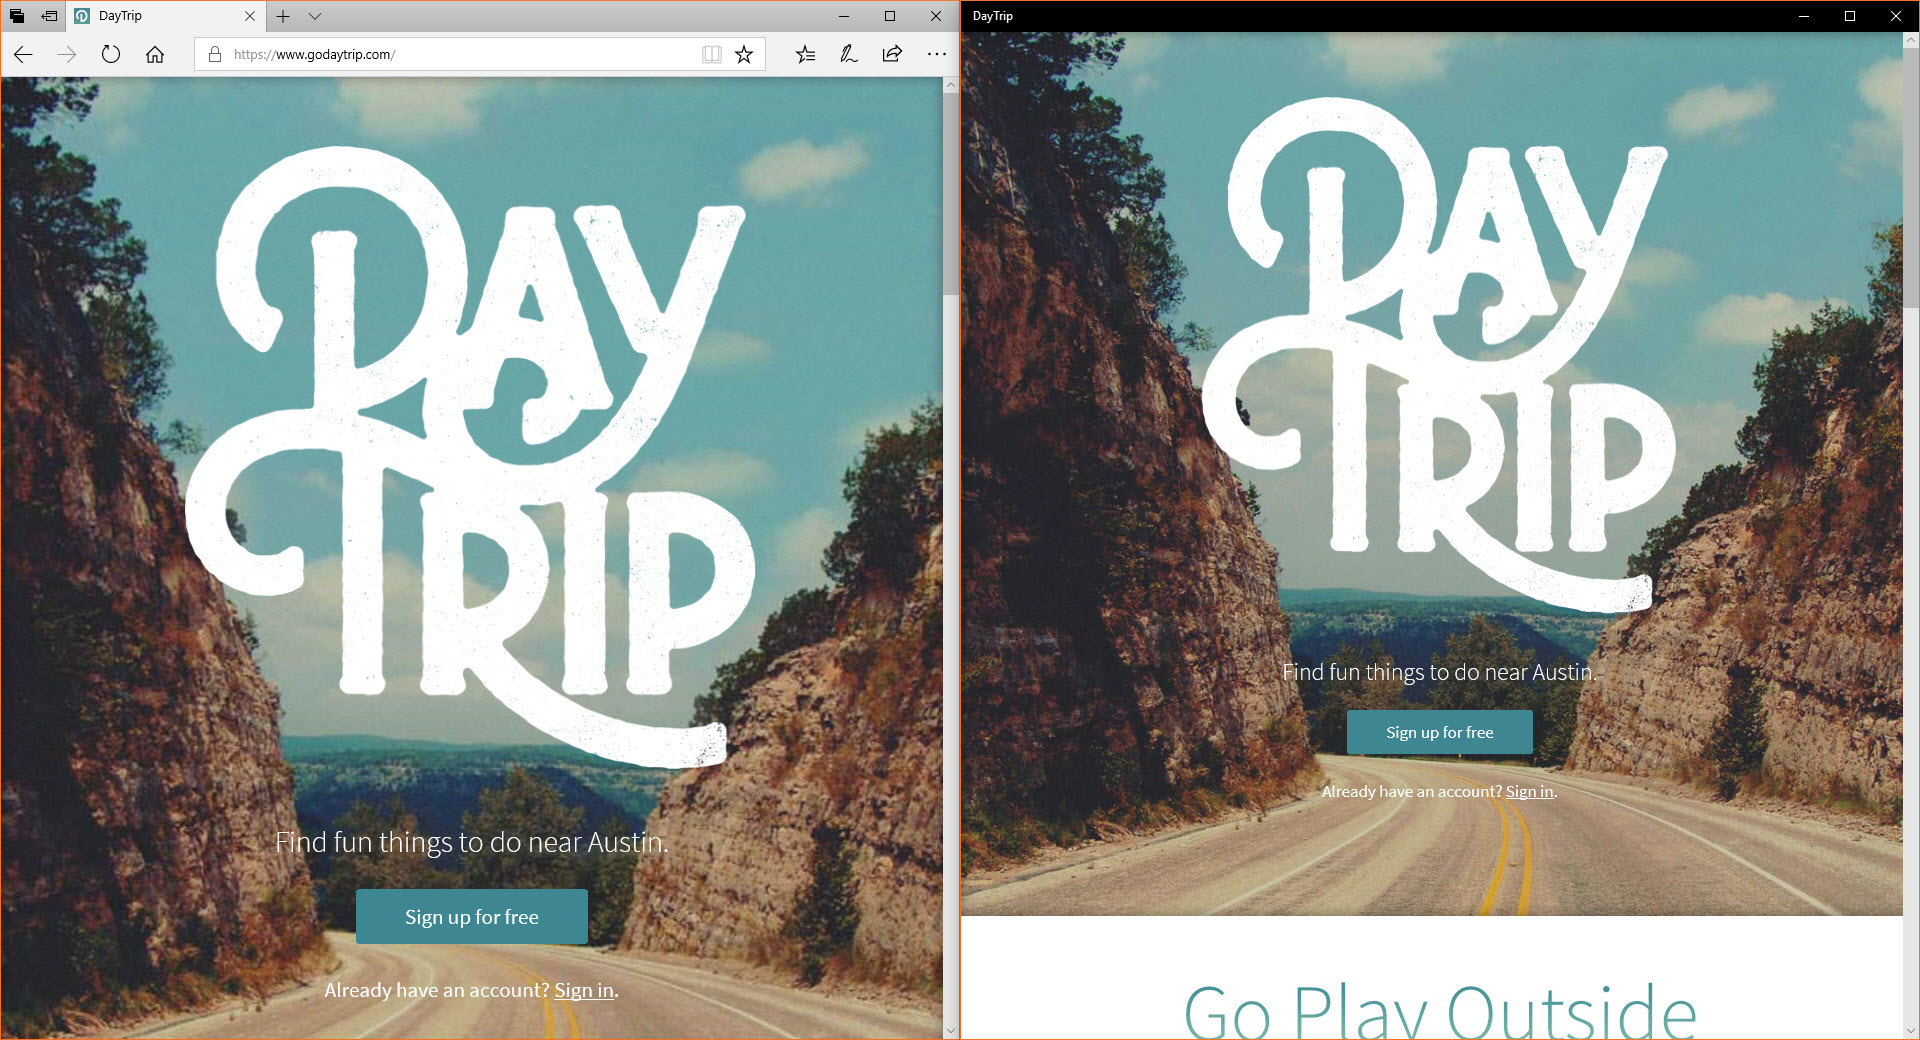 DayTrip
https://www.godaytrip.com/
DAY
TRIP
Find fun things to do near Austin.
Sign up for free
Already have an account? Sign in.
DayTrip
DAY
TRIP
Find fun things to do near Austin.
Sign up for free
Already have an account? Sign in.
Go Play Outside